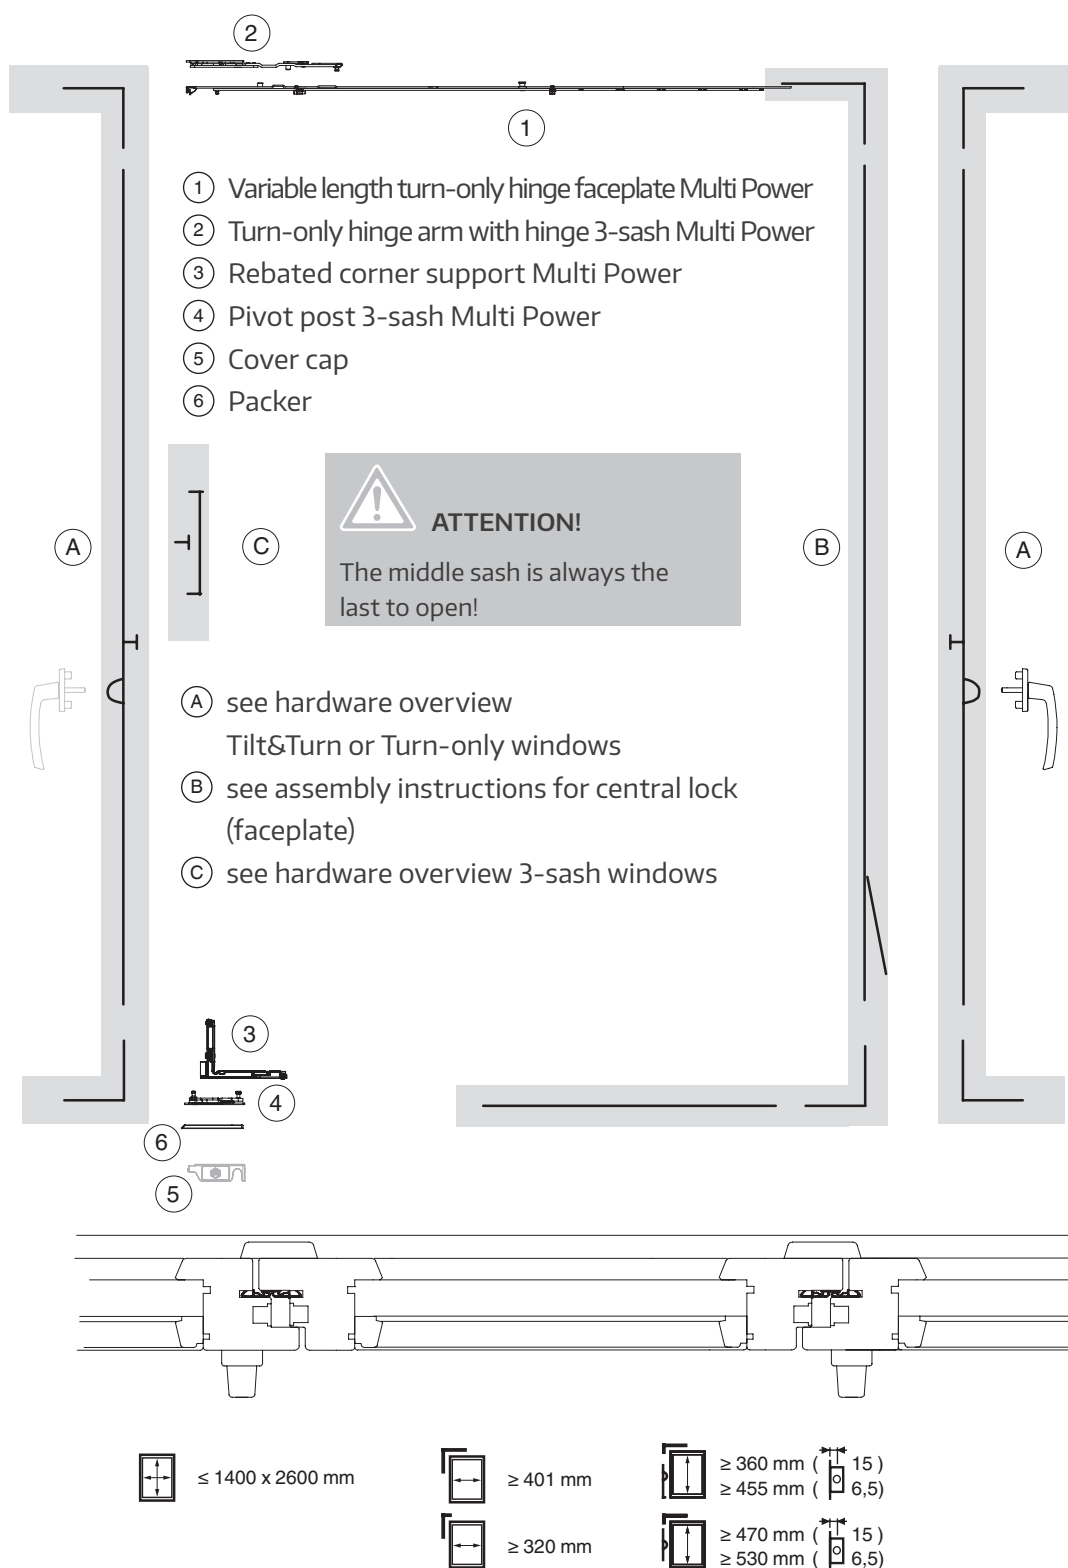 2
1
1 Variable length turn-only hinge faceplate Multi Power
2 Turn-only hinge arm with hinge 3-sash Multi Power
3 Rebated corner support Multi Power
4 Pivot post 3-sash Multi Power
5 Cover cap
6 Packer
ATTENTION!
The middle sash is always the
last to open!
A
C
B
A
A see hardware overview
Tilt&Turn or Turn-only windows
B see assembly instructions for central lock
(faceplate)
C see hardware overview 3-sash windows
3
4
6
5
≤ 1400 x 2600 mm
≥ 401 mm
≥ 360 mm ( 15 )
≥ 455 mm ( 6,5)
≥ 320 mm
≥ 470 mm ( 15 )
≥ 530 mm ( 6,5)